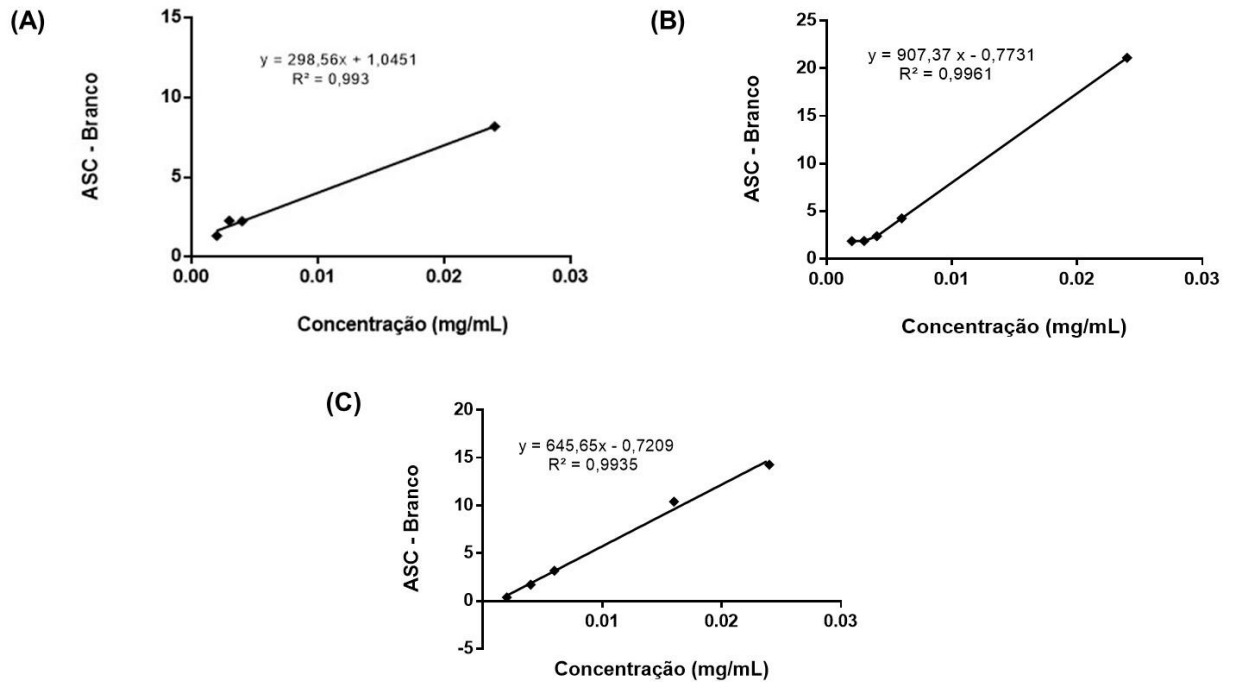 (A)
15
10
5
0
ASC - Branco
y = 298,56x + 1,0451
R² = 0,993
0.00 0.01 0.02 0.03
Concentração (mg/mL)
(B)
25
20
15
10
5
0
ASC - Branco
y = 907,37 x - 0,7731
R² = 0,9961
0.00 0.01 0.02 0.03
Concentração (mg/mL)
(C)
20
15
10
5
0
-5
ASC - Branco
y = 645,65x - 0,7209
R² = 0,9935
0.01 0.02 0.03
Concentração (mg/mL)